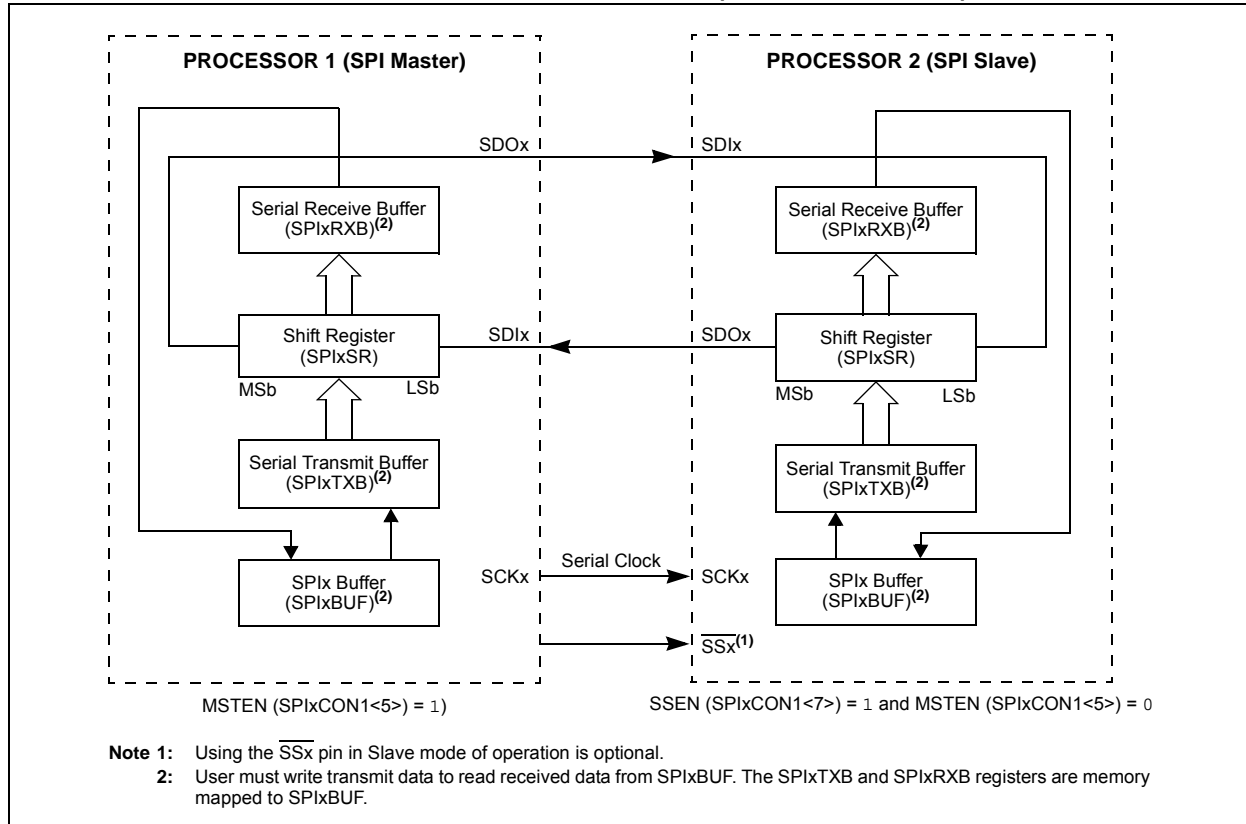 PROCESSOR 1 (SPI Master)
PROCESSOR 2 (SPI Slave)
SDOx
SDIx
Serial Receive Buffer
(SPIxRXB)(2)
Serial Receive Buffer
(SPIxRXB)(2)
Shift Register
(SPIxSR)
SDIx
SDOx
Shift Register
(SPIxSR)
MSb
LSb
MSb
LSb
Serial Transmit Buffer
(SPIxTXB)(2)
Serial Transmit Buffer
(SPIxTXB)(2)
SPIx Buffer
(SPIxBUF)(2)
SCKx
Serial Clock
SCKx
SPIx Buffer
(SPIxBUF)(2)
SSx(1)
MSTEN (SPIxCON1<5>) = 1)
SSEN (SPIxCON1<7>) = 1 and MSTEN (SPIxCON1<5>) = 0
Note 1: Using the SSx pin in Slave mode of operation is optional.
2: User must write transmit data to read received data from SPIxBUF. The SPIxTXB and SPIxRXB registers are memory
mapped to SPIxBUF.